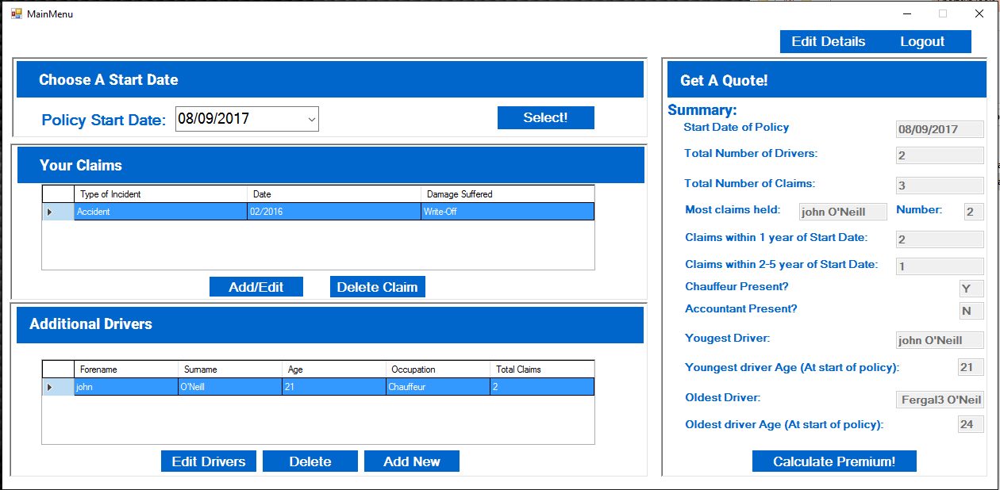 MainMenu
Edit Details Logout
Choose A Start Date
Policy Start Date: 08/09/2017 Select!
Your Claims
Type of Incident Date Damage Suffered
Accident 02/2016 Write-Off
Add/Edit Delete Claim
Additional Drivers
Forename Surname Age Occupation Total Claims
john O'Neill 21 Chauffeur 2
Edit Drivers Delete Add New
Get A Quote!
Summary:
Start Date of Policy 08/09/2017
Total Number of Drivers: 2
Total Number of Claims: 3
Most claims held: john O'Neill Number: 2
Claims within 1 year of Start Date: 2
Claims within 2-5 year of Start Date: 1
Chauffeur Present? Y
Accountant Present? N
Yougest Driver: john O'Neill
Youngest driver Age (At start of policy): 21
Oldest Driver: Fergal3 O'Neil
Oldest driver Age (At start of policy): 24
Calculate Premium!